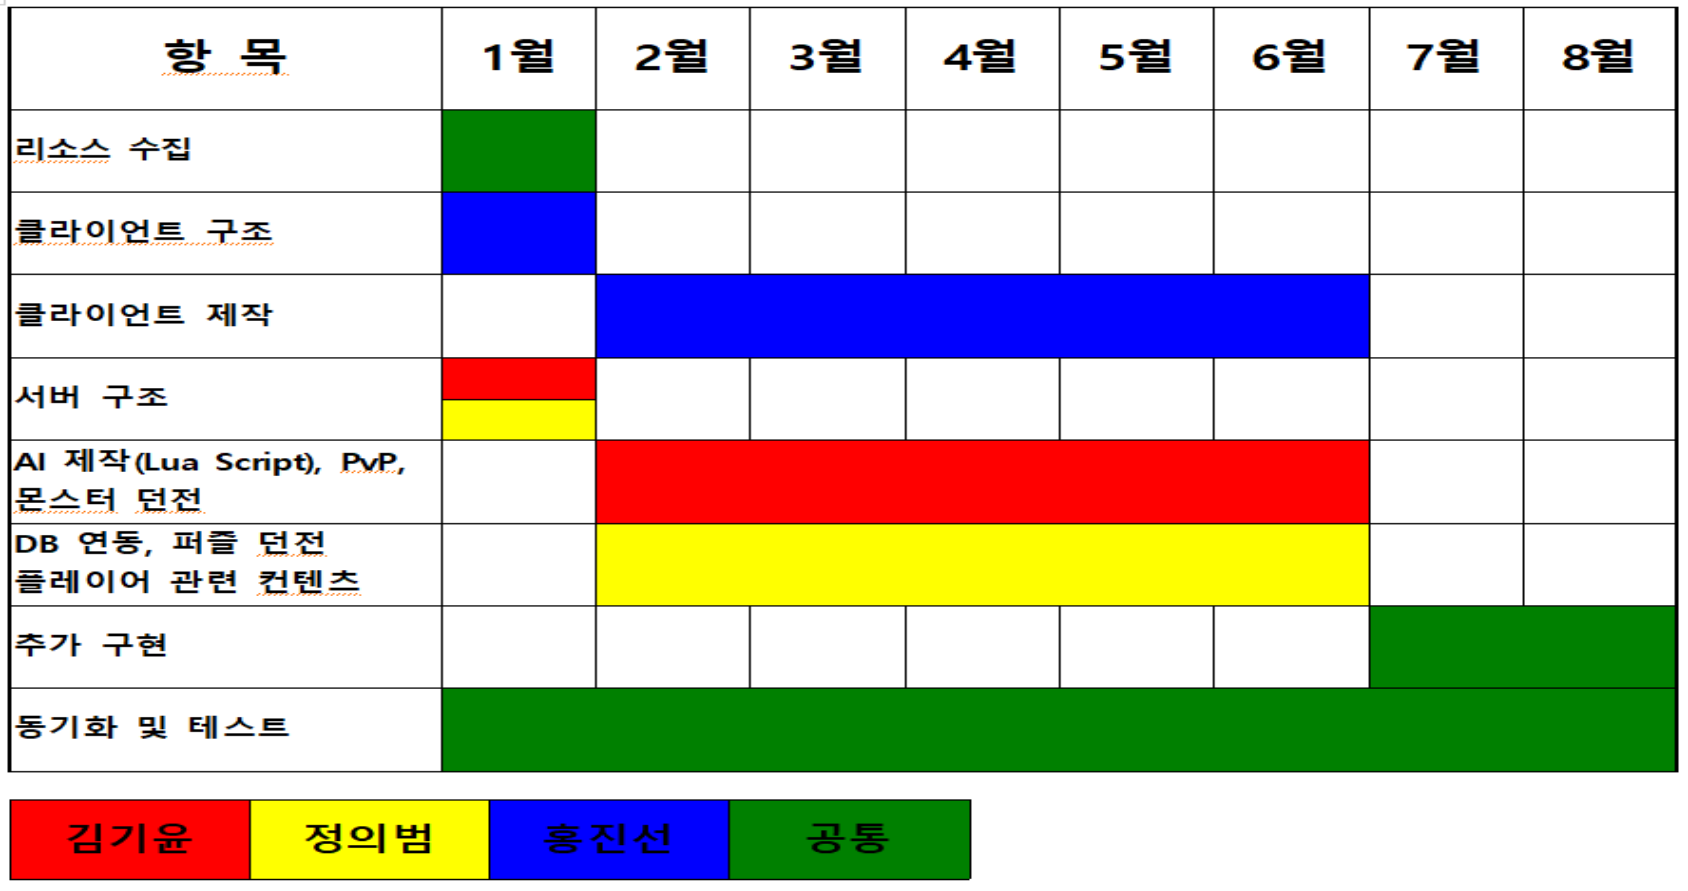 항 목 1월 2월 3월 4월 5월 6월 7월 8월
리소스 수집
클라이언트 구조
클라이언트 제작
서버 구조
AI 제작(Lua Script), PvP,
몬스터 던전
DB 연동, 퍼즐 던전
플레이어 관련 컨텐츠
추가 구현
동기화 및 테스트
김기윤 정의범 홍진선 공통